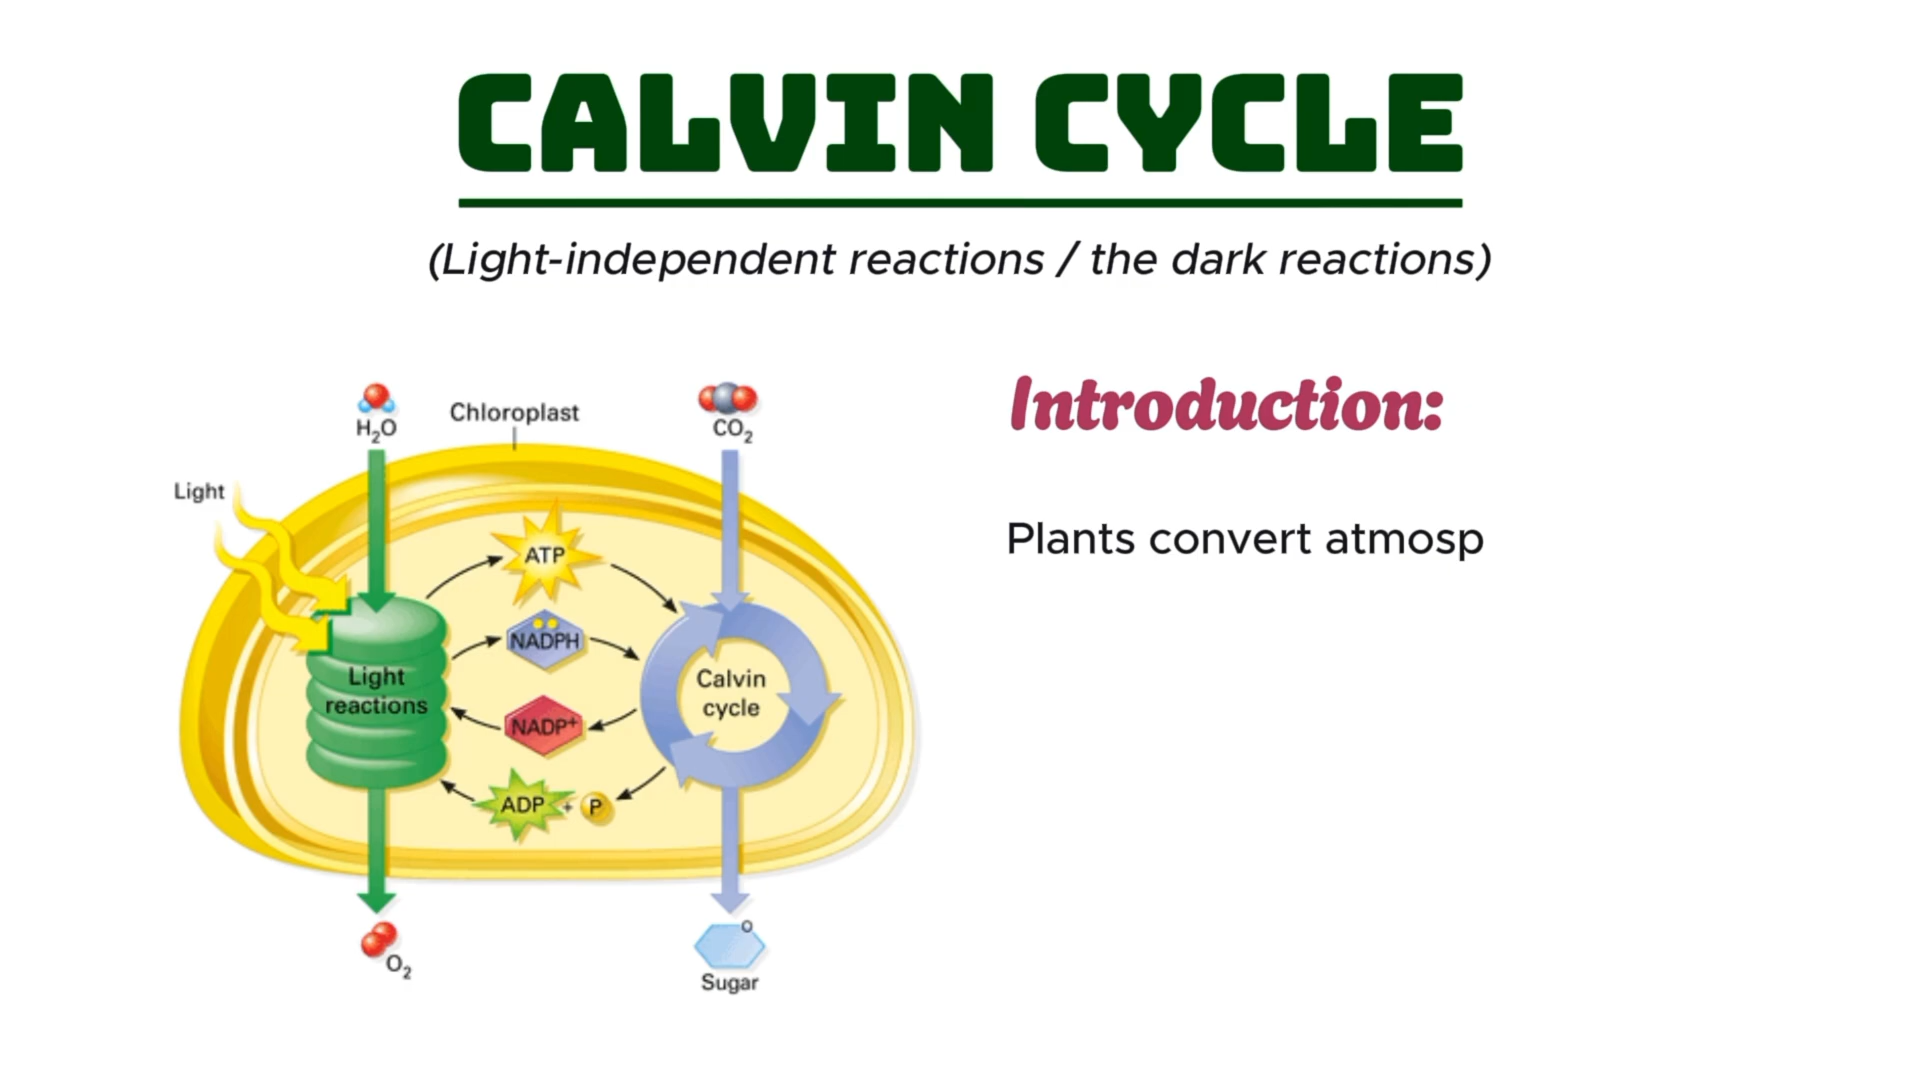 CALVIN CYCLE
(Light-independent reactions / the dark reactions)
Introduction:
Plants convert atmosp
H₂O
Chloroplast
CO₂
Light
ATP
NADPH
Light
reactions
Calvin
cycle
NADP⁺
ADP + P
O₂
O
Sugar